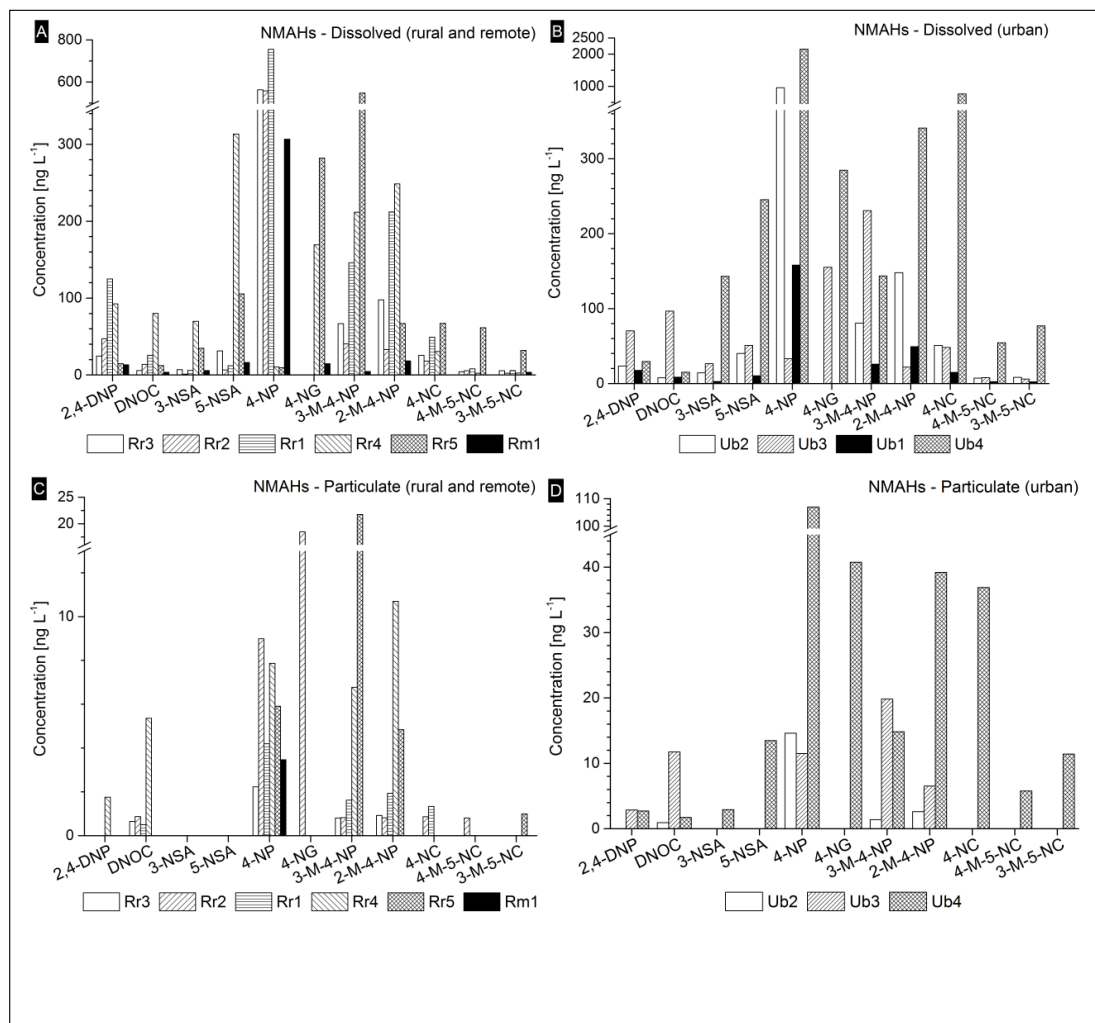 A
NMAHs - Dissolved (rural and remote)
Concentration [ng L⁻¹]
800
600
300
200
100
0
2,4-DNP DNOC 3-NSA 5-NSA 4-NP 4-NG 3-M-4-NP 2-M-4-NP 4-NC 4-M-5-NC 3-M-5-NC
Rr3 Rr2 Rr1 Rr4 Rr5 Rm1
B
NMAHs - Dissolved (urban)
Concentration [ng L⁻¹]
2500
2000
1000
300
200
100
0
2,4-DNP DNOC 3-NSA 5-NSA 4-NP 4-NG 3-M-4-NP 2-M-4-NP 4-NC 4-M-5-NC 3-M-5-NC
Ub2 Ub3 Ub1 Ub4
C
NMAHs - Particulate (rural and remote)
Concentration [ng L⁻¹]
25
20
10
0
2,4-DNP DNOC 3-NSA 5-NSA 4-NP 4-NG 3-M-4-NP 2-M-4-NP 4-NC 4-M-5-NC 3-M-5-NC
Rr3 Rr2 Rr1 Rr4 Rr5 Rm1
D
NMAHs - Particulate (urban)
Concentration [ng L⁻¹]
110
100
40
30
20
10
0
2,4-DNP DNOC 3-NSA 5-NSA 4-NP 4-NG 3-M-4-NP 2-M-4-NP 4-NC 4-M-5-NC 3-M-5-NC
Ub2 Ub3 Ub4